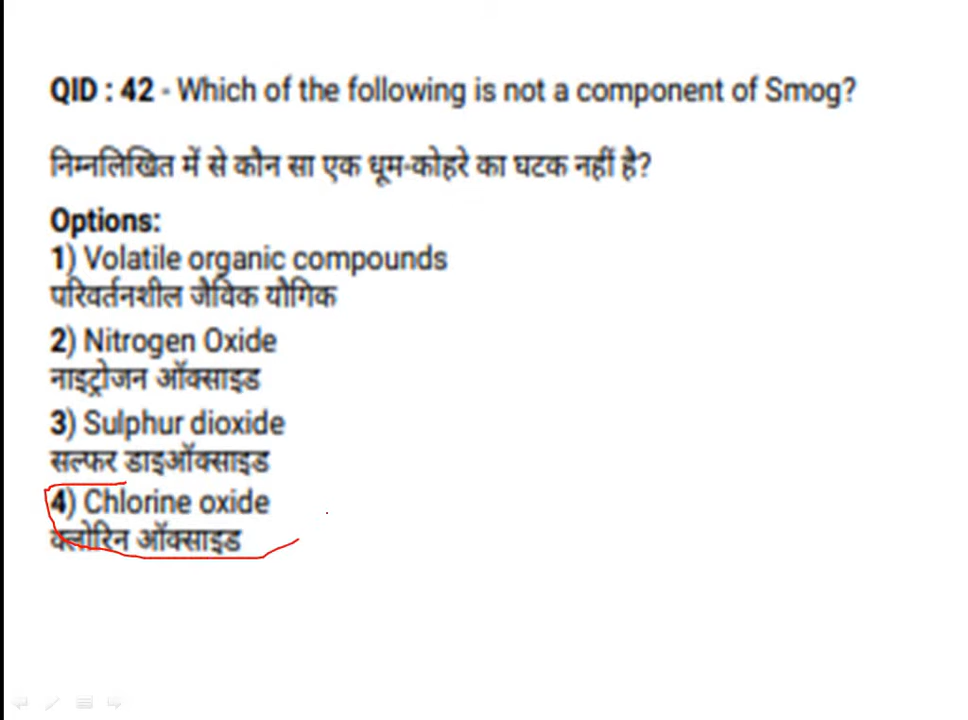 QID : 42 - Which of the following is not a component of Smog?
निम्नलिखित में से कौन सा एक धूम-कोहरे का घटक नहीं है?
Options:
1) Volatile organic compounds
परिवर्तनशील जैविक यौगिक
2) Nitrogen Oxide
नाइट्रोजन ऑक्साइड
3) Sulphur dioxide
सल्फर डाइऑक्साइड
4) Chlorine oxide
क्लोरिन ऑक्साइड